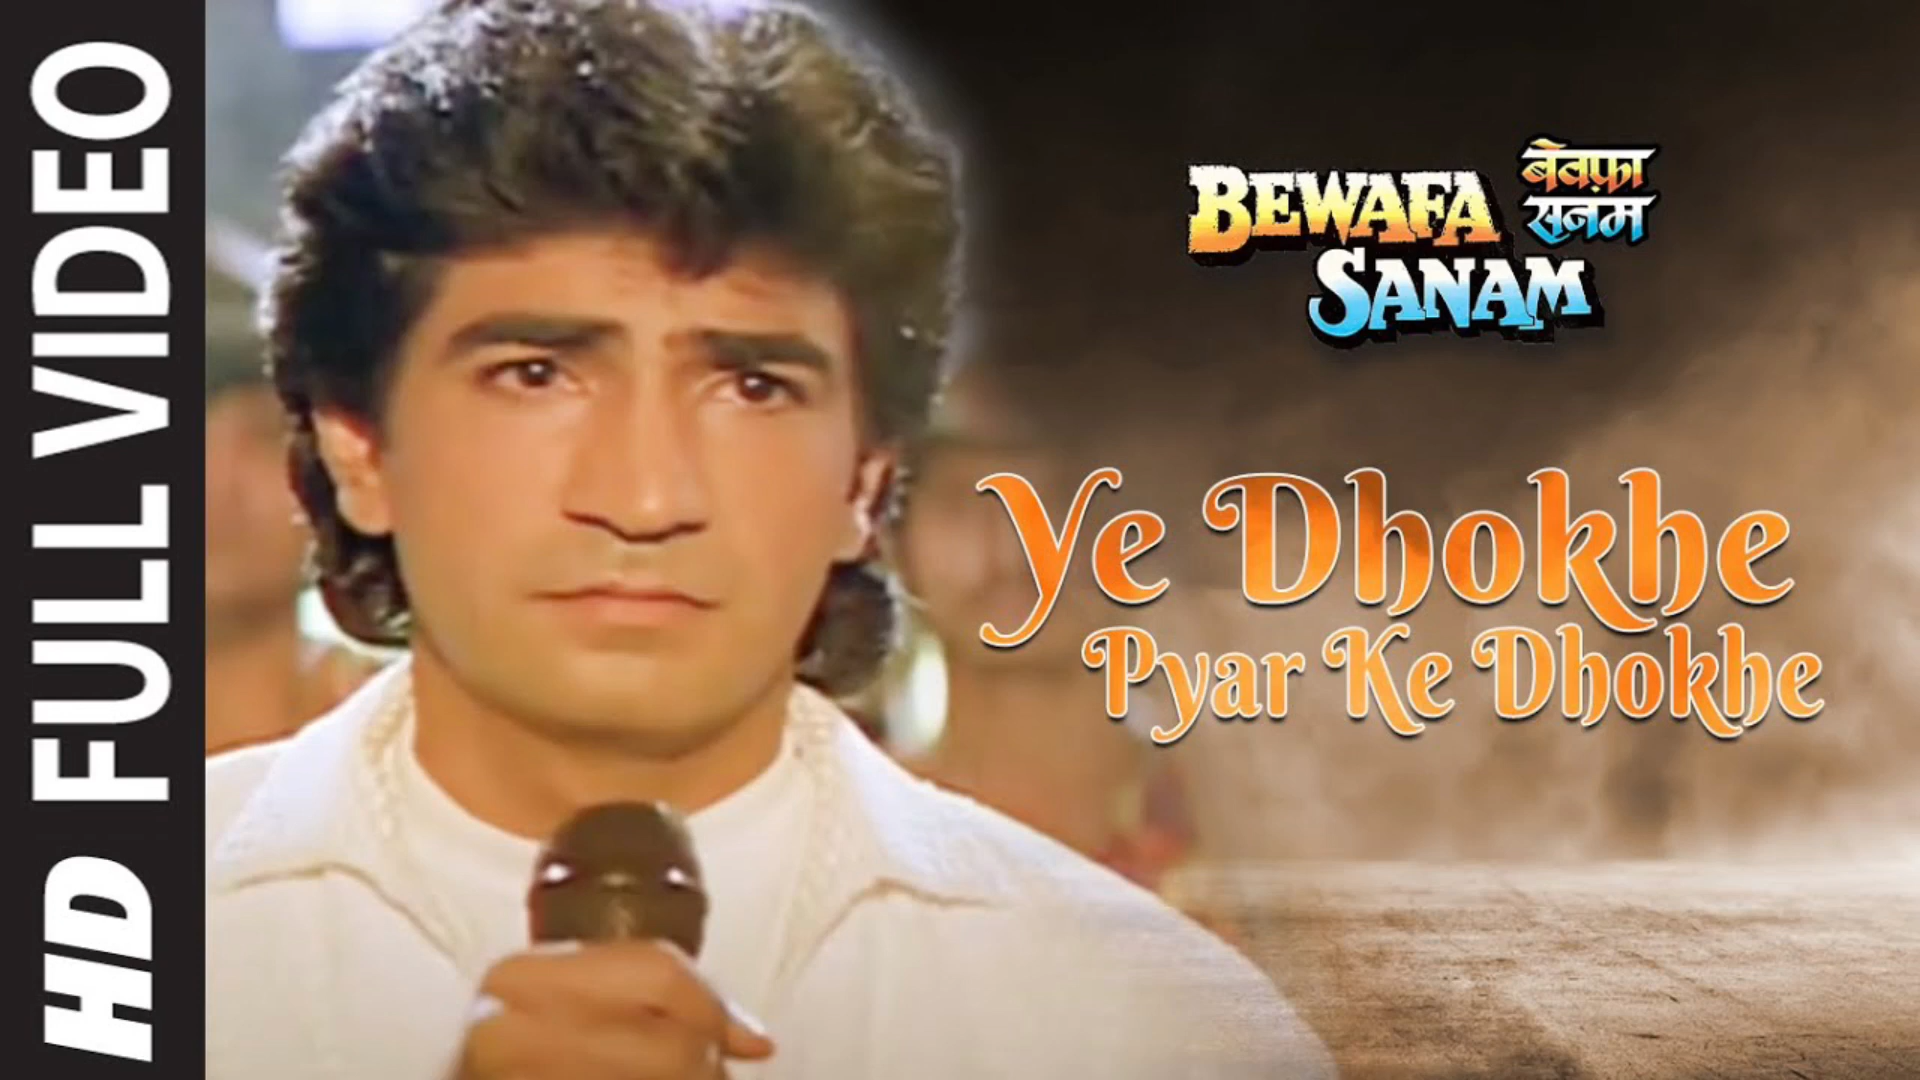 HD FULL VIDEO
BEWAFA
SANAM
बेवफ़ा
सनम
Ye Dhokhe
Pyar Ke Dhokhe